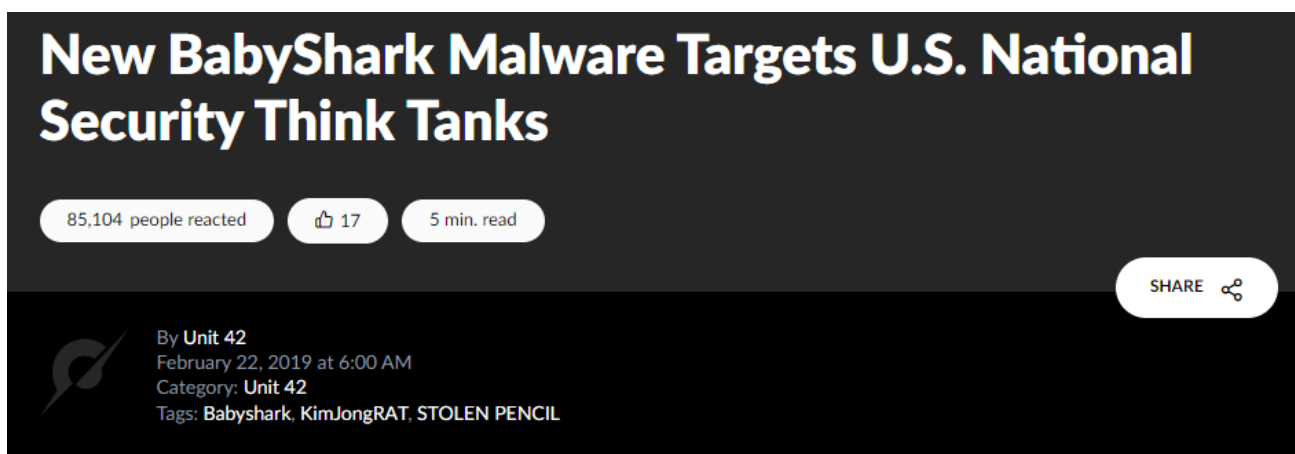 New BabyShark Malware Targets U.S. National
Security Think Tanks
85,104 people reacted
17
5 min. read
SHARE
By Unit 42
February 22, 2019 at 6:00 AM
Category: Unit 42
Tags: Babyshark, KimJongRAT, STOLEN PENCIL